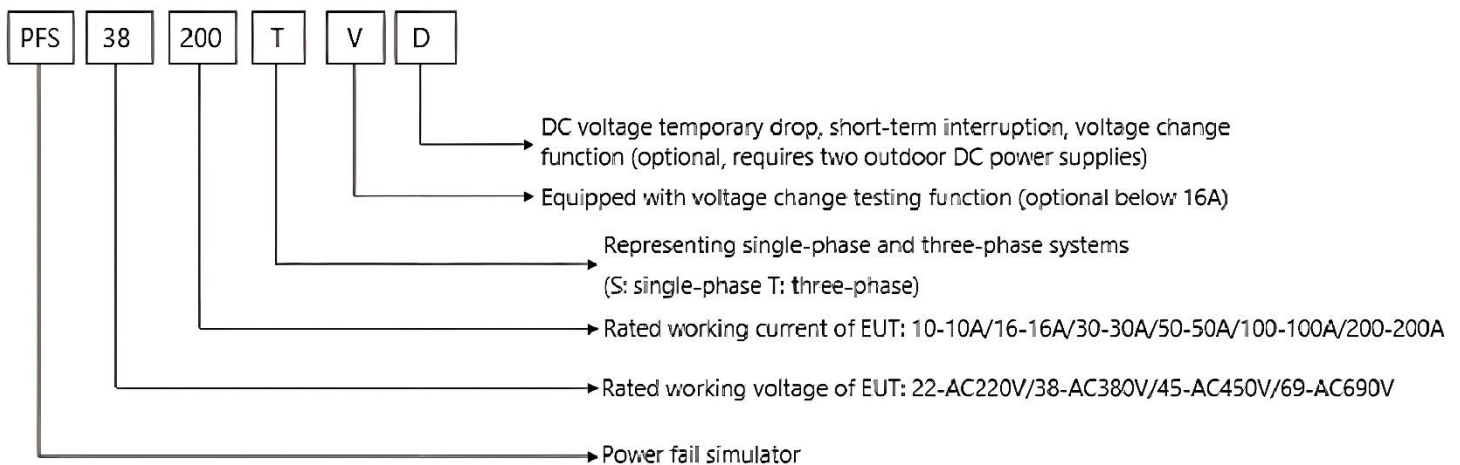 PFS 38 200 T V D
DC voltage temporary drop, short-term interruption, voltage change
function (optional, requires two outdoor DC power supplies)
Equipped with voltage change testing function (optional below 16A)
Representing single-phase and three-phase systems
(S: single-phase T: three-phase)
Rated working current of EUT: 10-10A/16-16A/30-30A/50-50A/100-100A/200-200A
Rated working voltage of EUT: 22-AC220V/38-AC380V/45-AC450V/69-AC690V
Power fail simulator